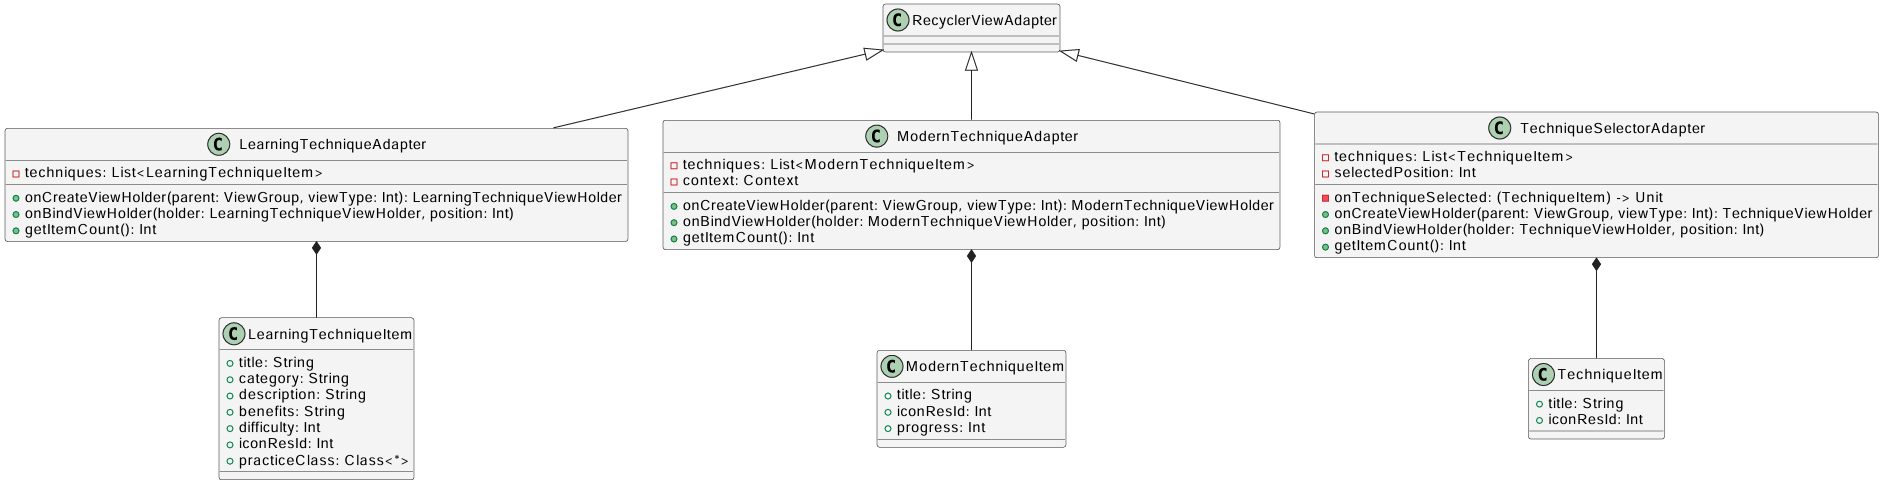 C RecyclerViewAdapter
C LearningTechniqueAdapter
techniques: List<LearningTechniqueItem>
onCreateViewHolder(parent: ViewGroup, viewType: Int): LearningTechniqueViewHolder
onBindViewHolder(holder: LearningTechniqueViewHolder, position: Int)
getItemCount(): Int
C ModernTechniqueAdapter
techniques: List<ModernTechniqueItem>
context: Context
onCreateViewHolder(parent: ViewGroup, viewType: Int): ModernTechniqueViewHolder
onBindViewHolder(holder: ModernTechniqueViewHolder, position: Int)
getItemCount(): Int
C TechniqueSelectorAdapter
techniques: List<TechniqueItem>
selectedPosition: Int
onTechniqueSelected: (TechniqueItem) -> Unit
onCreateViewHolder(parent: ViewGroup, viewType: Int): TechniqueViewHolder
onBindViewHolder(holder: TechniqueViewHolder, position: Int)
getItemCount(): Int
C LearningTechniqueItem
title: String
category: String
description: String
benefits: String
difficulty: Int
iconResId: Int
practiceClass: Class<*>
C ModernTechniqueItem
title: String
iconResId: Int
progress: Int
C TechniqueItem
title: String
iconResId: Int